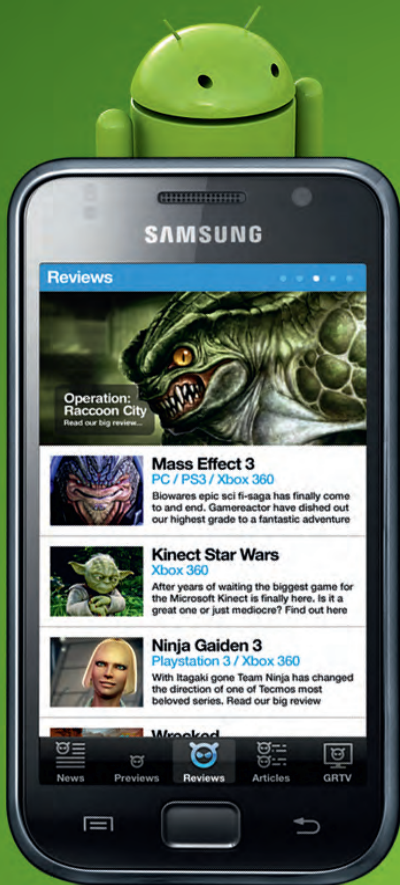 SAMSUNG
Reviews
Operation:
Raccoon City
Read our big review...
Mass Effect 3
PC / PS3 / Xbox 360
Biowares epic sci fi-saga has finally come
to and end. Gamereactor have dished out
our highest grade to a fantastic adventure
Kinect Star Wars
Xbox 360
After years of waiting the biggest game for
the Microsoft Kinect is finally here. Is it a
great one or just mediocre? Find out here
Ninja Gaiden 3
Playstation 3 / Xbox 360
With Itagaki gone Team Ninja has changed
the direction of one of Tecmos most
beloved series. Read our big review
Wrecked
News Previews Reviews Articles GRTV